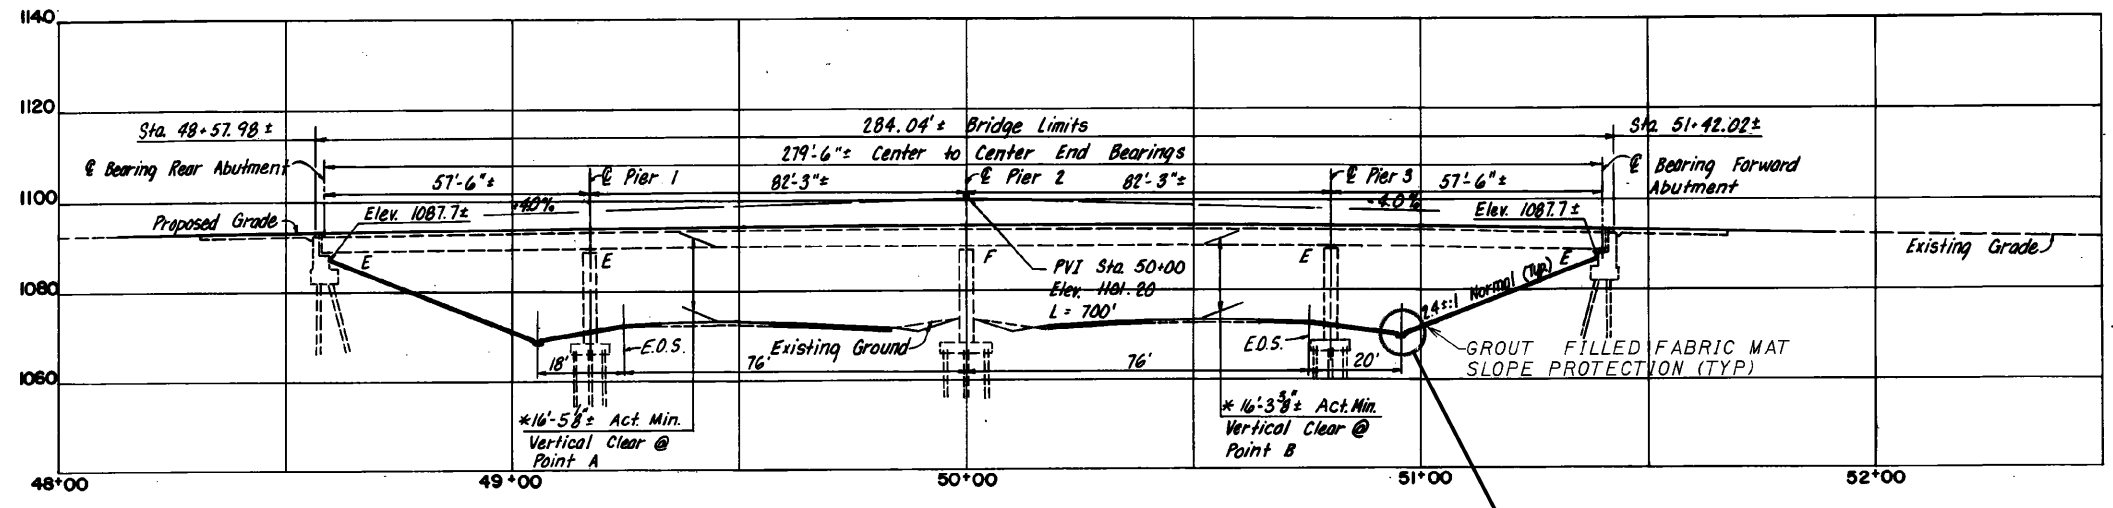 1140
1120
1100
1080
1060
Sta. 48+57.98 ±
284.04'± Bridge Limits
Sta. 51+42.02±
279'-6"± Center to Center End Bearings
℄ Bearing Rear Abutment
57'-6"±
℄ Pier 1
82'-3"±
℄ Pier 2
82'-3"±
℄ Pier 3
57'-6"±
℄ Bearing Forward
Abutment
Proposed Grade
Elev. 1087.7±
+4.0%
-4.0%
Elev. 1087.7±
Existing Grade
E
E
F
E
E
PVI Sta. 50+00
Elev. 1101.20
L = 700'
2.4±:1 Normal (Typ.)
18'
E.O.S.
76'
Existing Ground
76'
E.O.S.
20'
GROUT FILLED FABRIC MAT
SLOPE PROTECTION (TYP)
*16'-5⅛"± Act. Min.
Vertical Clear @
Point A
* 16'-3⅝"± Act. Min.
Vertical Clear @
Point B
48+00
49+00
50+00
51+00
52+00